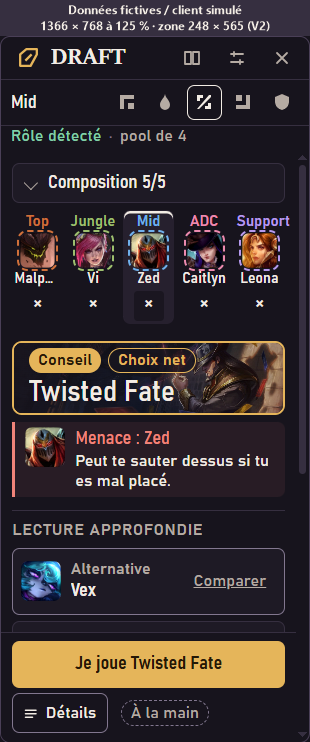 Données fictives / client simulé
1366 × 768 à 125 % · zone 248 × 565 (V2)
DRAFT
Mid
Rôle détecté · pool de 4
Composition 5/5
Top Jungle Mid ADC Support
Malp... Vi Zed Caitlyn Leona
× × × × ×
Conseil Choix net
Twisted Fate
Menace : Zed
Peut te sauter dessus si tu
es mal placé.
LECTURE APPROFONDIE
Alternative
Vex
Comparer
Je joue Twisted Fate
Détails À la main